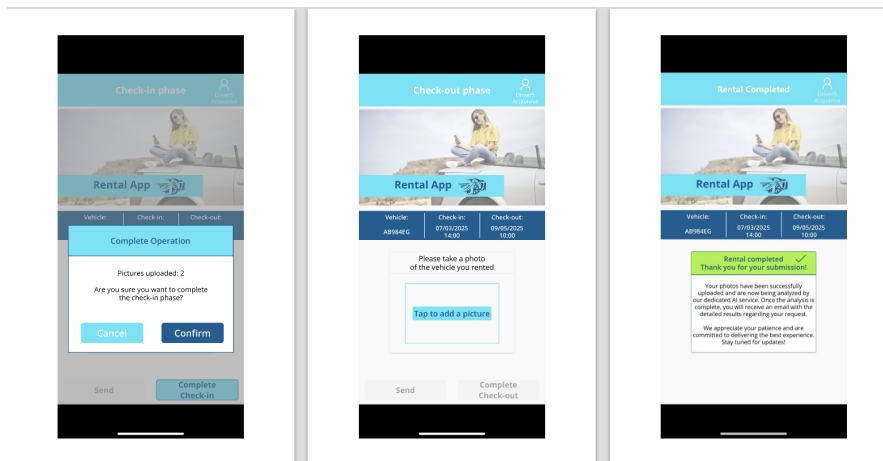 Check-in phase
Driver's
Acquisition
Rental App
Vehicle: Check-in: Check-out:
Complete Operation
Pictures uploaded: 2
Are you sure you want to complete
the check-in phase?
Cancel Confirm
Send Complete
Check-in
Check-out phase
Driver's
Acquisition
Rental App
Vehicle: Check-in: Check-out:
AB984EG 07/03/2025 09/05/2025
14:00 10:00
Please take a photo
of the vehicle you rented
Tap to add a picture
Send Complete
Check-out
Rental Completed
Driver's
Acquisition
Rental App
Vehicle: Check-in: Check-out:
AB984EG 07/03/2025 09/05/2025
14:00 10:00
Rental completed
Thank you for your submission!
Your photos have been successfully
uploaded and are now being analyzed by
our dedicated AI service. Once the analysis is
complete, you will receive an email with the
detailed results regarding your request.
We appreciate your patience and are
committed to delivering the best experience.
Stay tuned for updates!